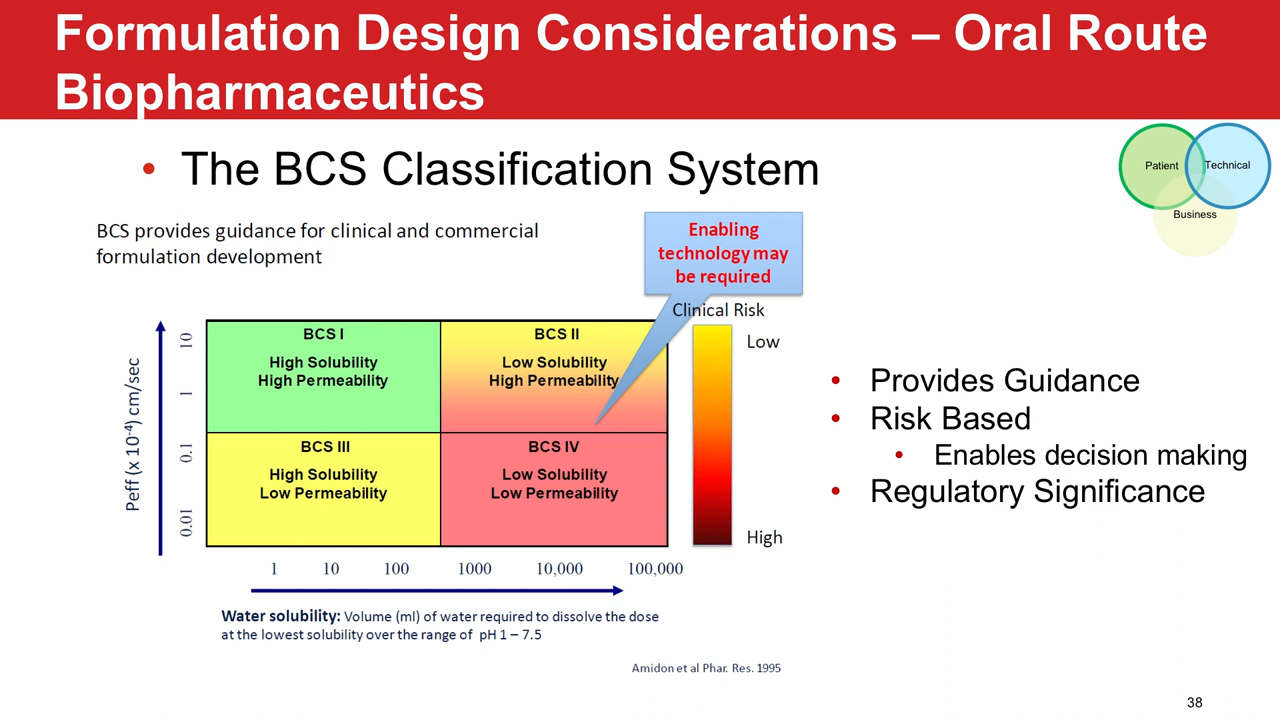 Formulation Design Considerations – Oral Route
Biopharmaceutics
• The BCS Classification System
Patient
Technical
Business
BCS provides guidance for clinical and commercial
formulation development
Enabling
technology may
be required
Clinical Risk
Low
High
Peff (x 10⁻⁴) cm/sec
10
1
0.1
0.01
BCS I
High Solubility
High Permeability
BCS II
Low Solubility
High Permeability
BCS III
High Solubility
Low Permeability
BCS IV
Low Solubility
Low Permeability
1 10 100 1000 10,000 100,000
Water solubility: Volume (ml) of water required to dissolve the dose
at the lowest solubility over the range of pH 1 – 7.5
Amidon et al Phar. Res. 1995
• Provides Guidance
• Risk Based
• Enables decision making
• Regulatory Significance
38